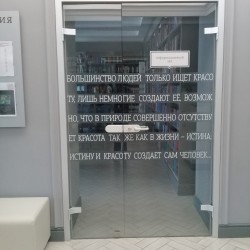 БОЛЬШИНСТВО ЛЮДЕЙ ТОЛЬКО ИЩЕТ КРАСО
ТУ, ЛИШЬ НЕМНОГИЕ СОЗДАЮТ ЕЁ, ВОЗМОЖ
НО, ЧТО В ПРИРОДЕ СОВЕРШЕННО ОТСУТСТВУ
ЕТ КРАСОТА ТАК ЖЕ КАК В ЖИЗНИ - ИСТИНА:
ИСТИНУ И КРАСОТУ СОЗДАЕТ САМ ЧЕЛОВЕК...